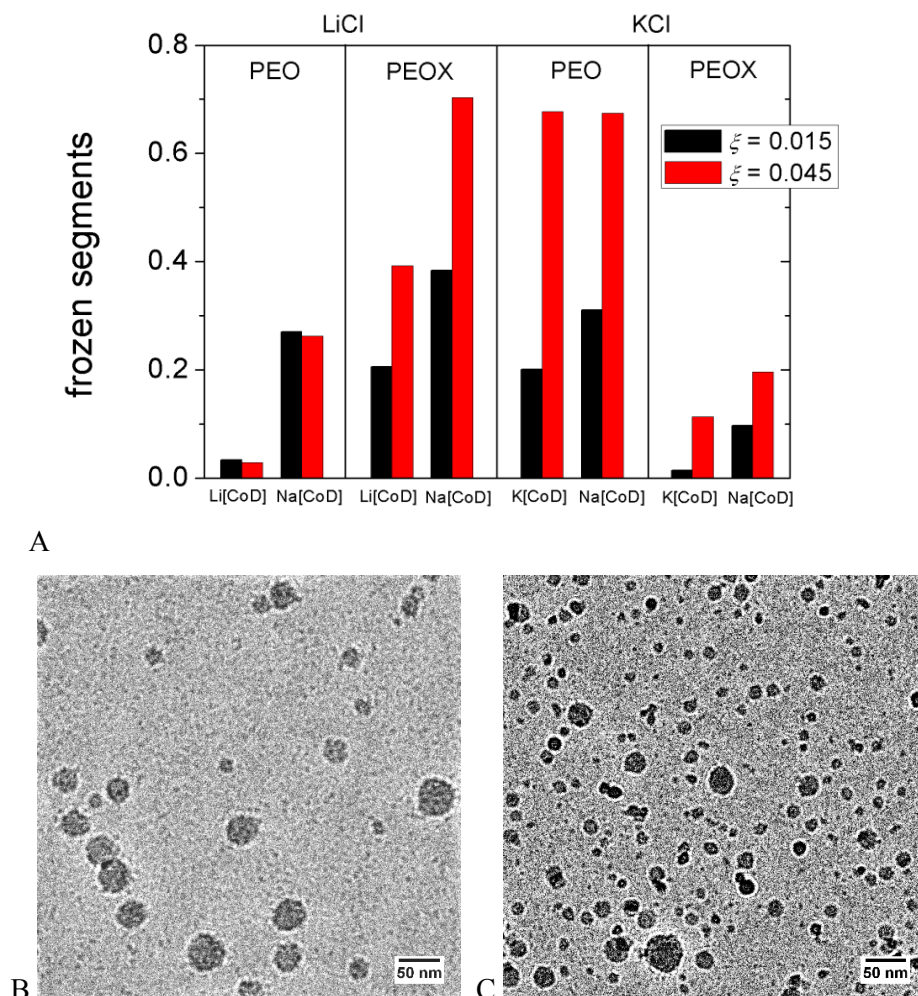 LiCl KCl
PEO PEOX PEO PEOX
ξ = 0.015
ξ = 0.045
frozen segments
0.8
0.6
0.4
0.2
0.0
Li[CoD] Na[CoD] Li[CoD] Na[CoD] K[CoD] Na[CoD] K[CoD] Na[CoD]
A
50 nm
50 nm
B
C